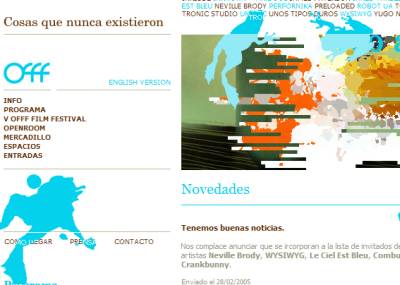 Cosas que nunca existieron
Offf
ENGLISH VERSION
INFO
PROGRAMA
V OFFF FILM FESTIVAL
OPENROOM
MERCADILLO
ESPACIOS
ENTRADAS
COMO LLEGAR
CONTACTO
EST BLEU NEVILLE BRODY PERFORNIKA PRELOADED ROBOT UA
TRONIC STUDIO UNOS TIPOS DUROS WYSIWYG YUGO N
Novedades
Tenemos buenas noticias.
Nos complace anunciar que se incorporan a la lista de invitados de
artistas Neville Brody, WYSIWYG, Le Ciel Est Bleu, Combu
Crankbunny.
Enviado el 28/02/2005